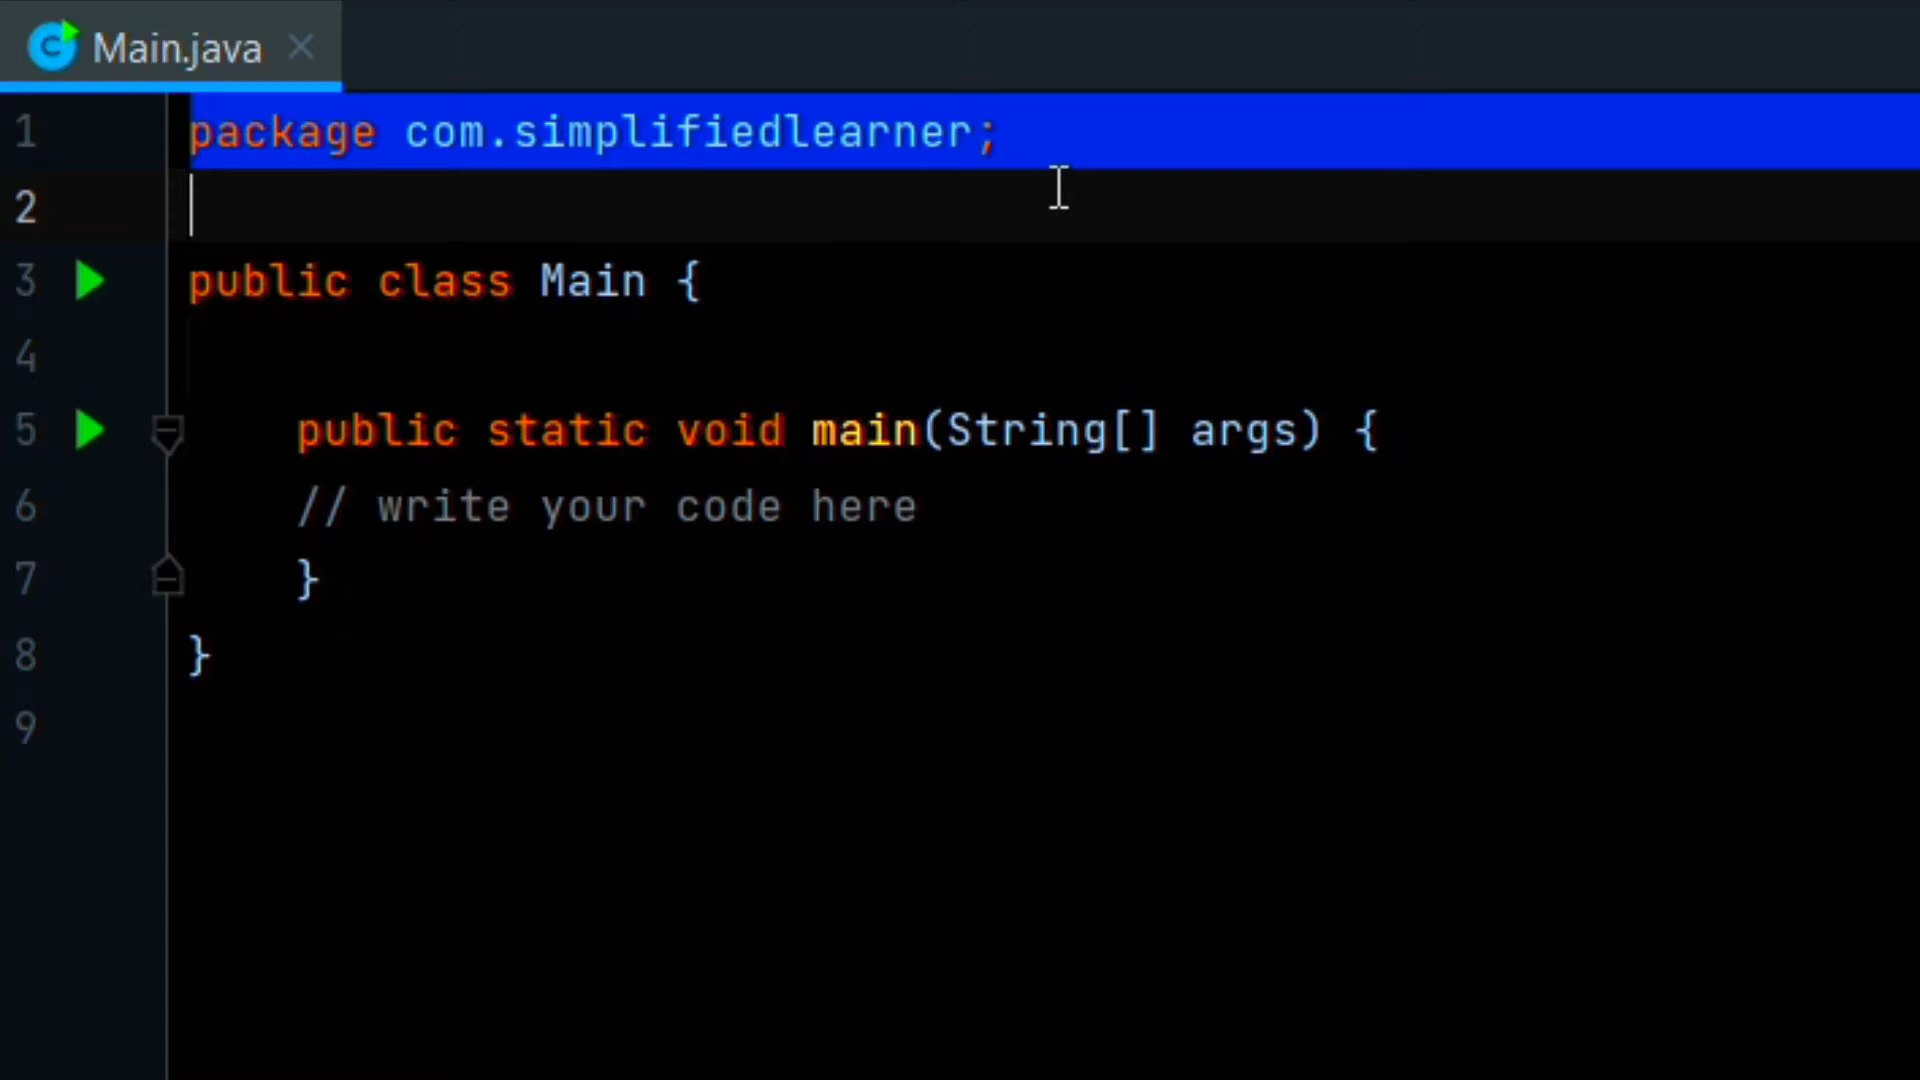 Main.java
1 package com.simplifiedlearner;
2
3 public class Main {
4
5 public static void main(String[] args) {
6 // write your code here
7 }
8 }
9